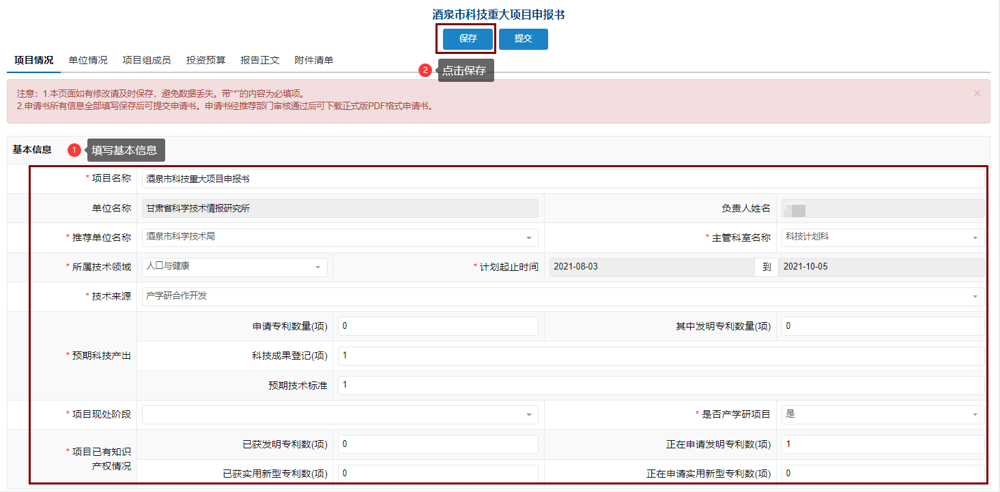 酒泉市科技重大项目申报书
保存 提交
项目情况 单位情况 项目组成员 投资预算 报告正文 附件清单
2 点击保存
注意：1.本页面如有修改请及时保存，避免数据丢失。带“*”的内容为必填项。 ×
2.申请书所有信息全部填写保存后可提交申请书。申请书经推荐部门审核通过后可下载正式版PDF格式申请书。
基本信息 1 填写基本信息
* 项目名称 酒泉市科技重大项目申报书
单位名称 甘肃省科学技术情报研究所 负责人姓名
* 推荐单位名称 酒泉市科学技术局 * 主管科室名称 科技计划科
* 所属技术领域 人口与健康 * 计划起止时间 2021-08-03 到 2021-10-05
* 技术来源 产学研合作开发
申请专利数量(项) 0 其中发明专利数量(项) 0
* 预期科技产出 科技成果登记(项) 1
预期技术标准 1
* 项目现处阶段 * 是否产学研项目 是
已获发明专利数(项) 0 正在申请发明专利数(项) 1
* 项目已有知识
产权情况
已获实用新型专利数(项) 0 正在申请实用新型专利数(项) 0